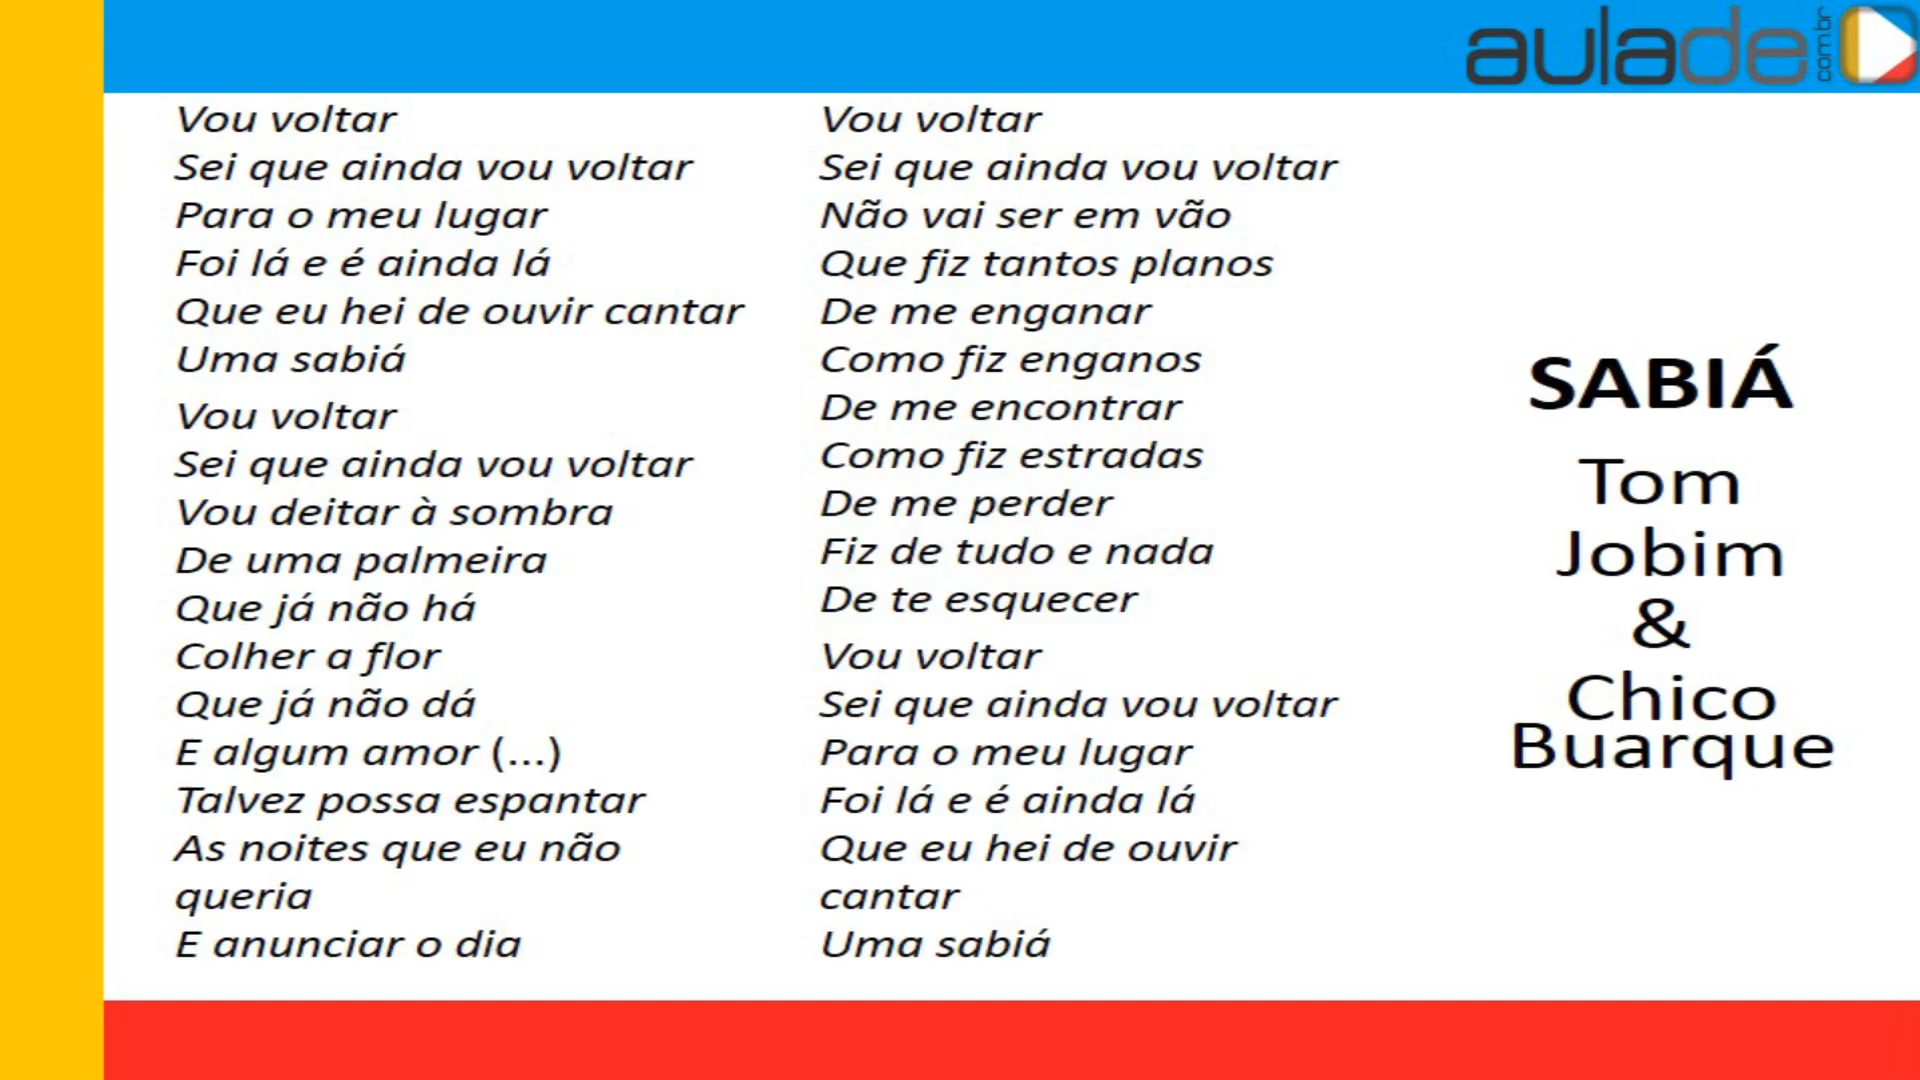 aulade
com.br
Vou voltar
Sei que ainda vou voltar
Para o meu lugar
Foi lá e é ainda lá
Que eu hei de ouvir cantar
Uma sabiá
Vou voltar
Sei que ainda vou voltar
Vou deitar à sombra
De uma palmeira
Que já não há
Colher a flor
Que já não dá
E algum amor (...)
Talvez possa espantar
As noites que eu não
queria
E anunciar o dia
Vou voltar
Sei que ainda vou voltar
Não vai ser em vão
Que fiz tantos planos
De me enganar
Como fiz enganos
De me encontrar
Como fiz estradas
De me perder
Fiz de tudo e nada
De te esquecer
Vou voltar
Sei que ainda vou voltar
Para o meu lugar
Foi lá e é ainda lá
Que eu hei de ouvir
cantar
Uma sabiá
SABIÁ
Tom
Jobim
&
Chico
Buarque